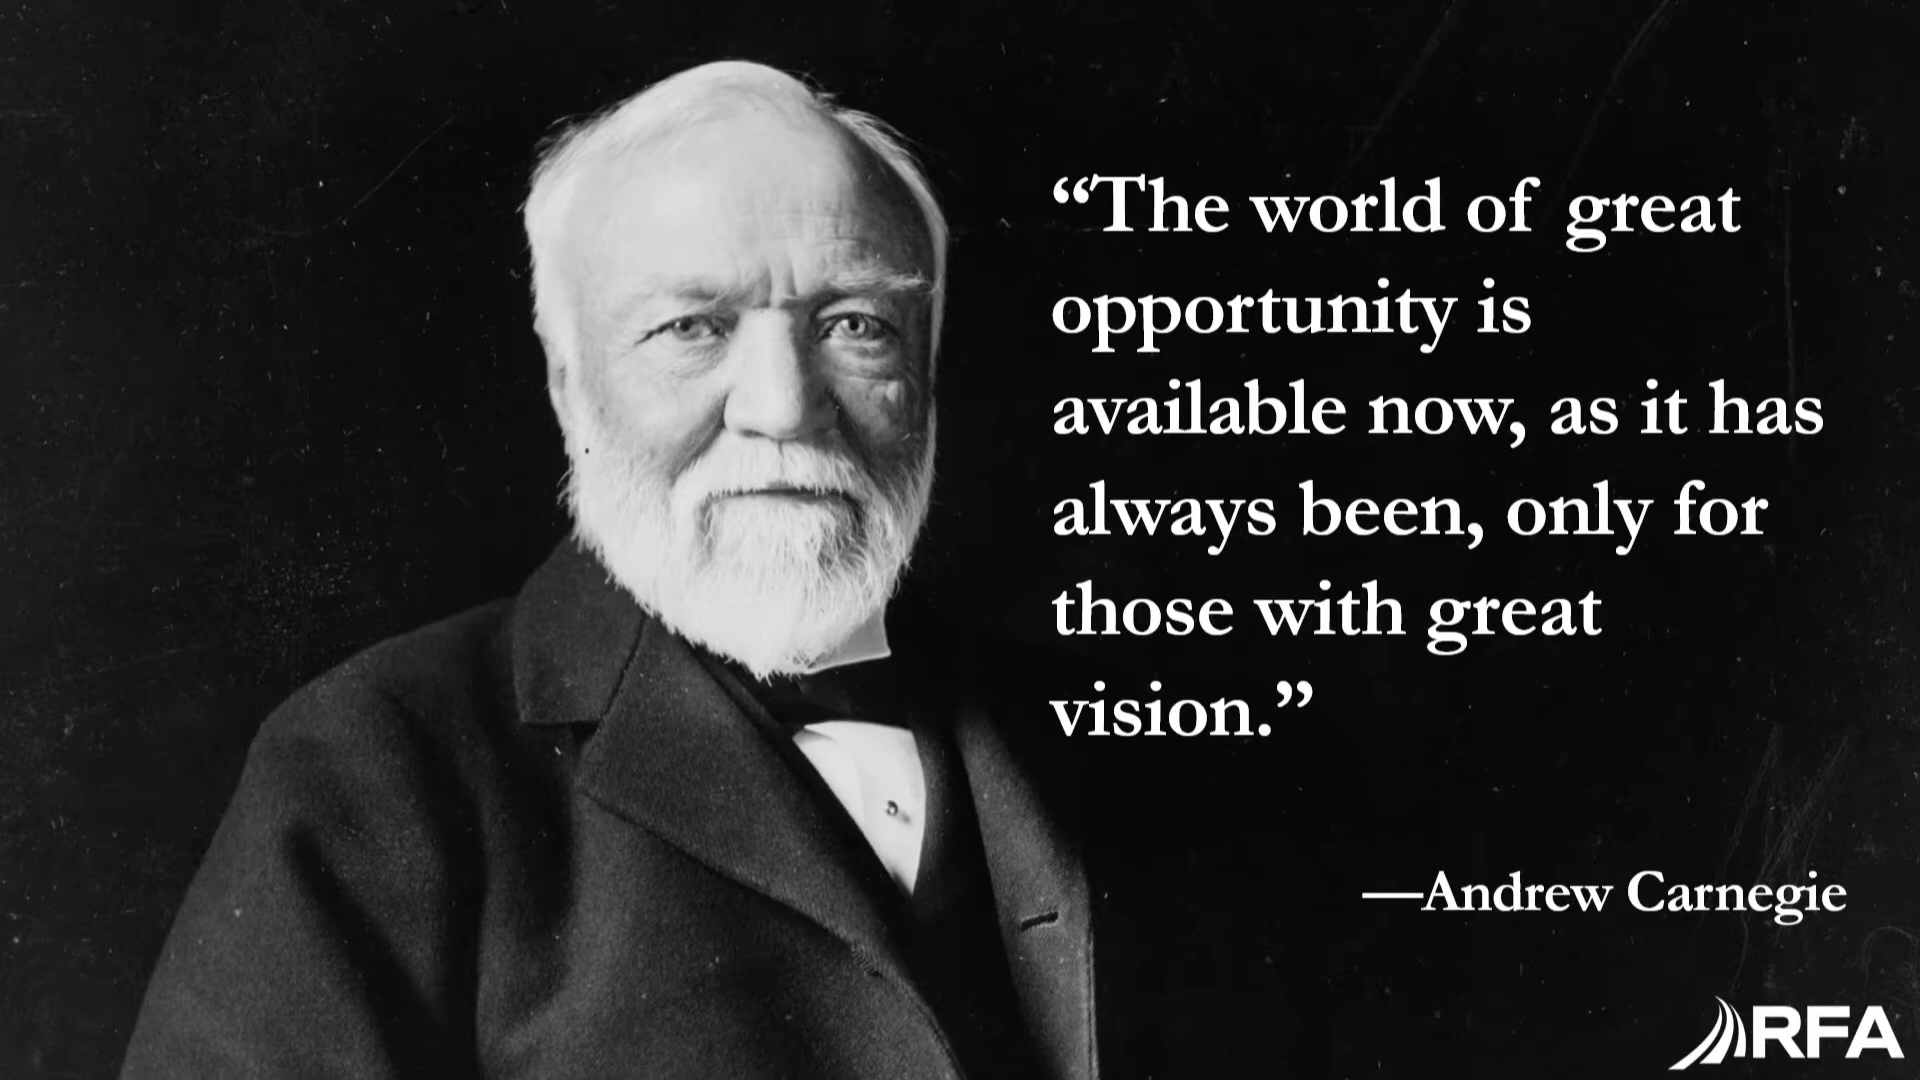 “The world of great
opportunity is
available now, as it has
always been, only for
those with great
vision.”
—Andrew Carnegie
RFA